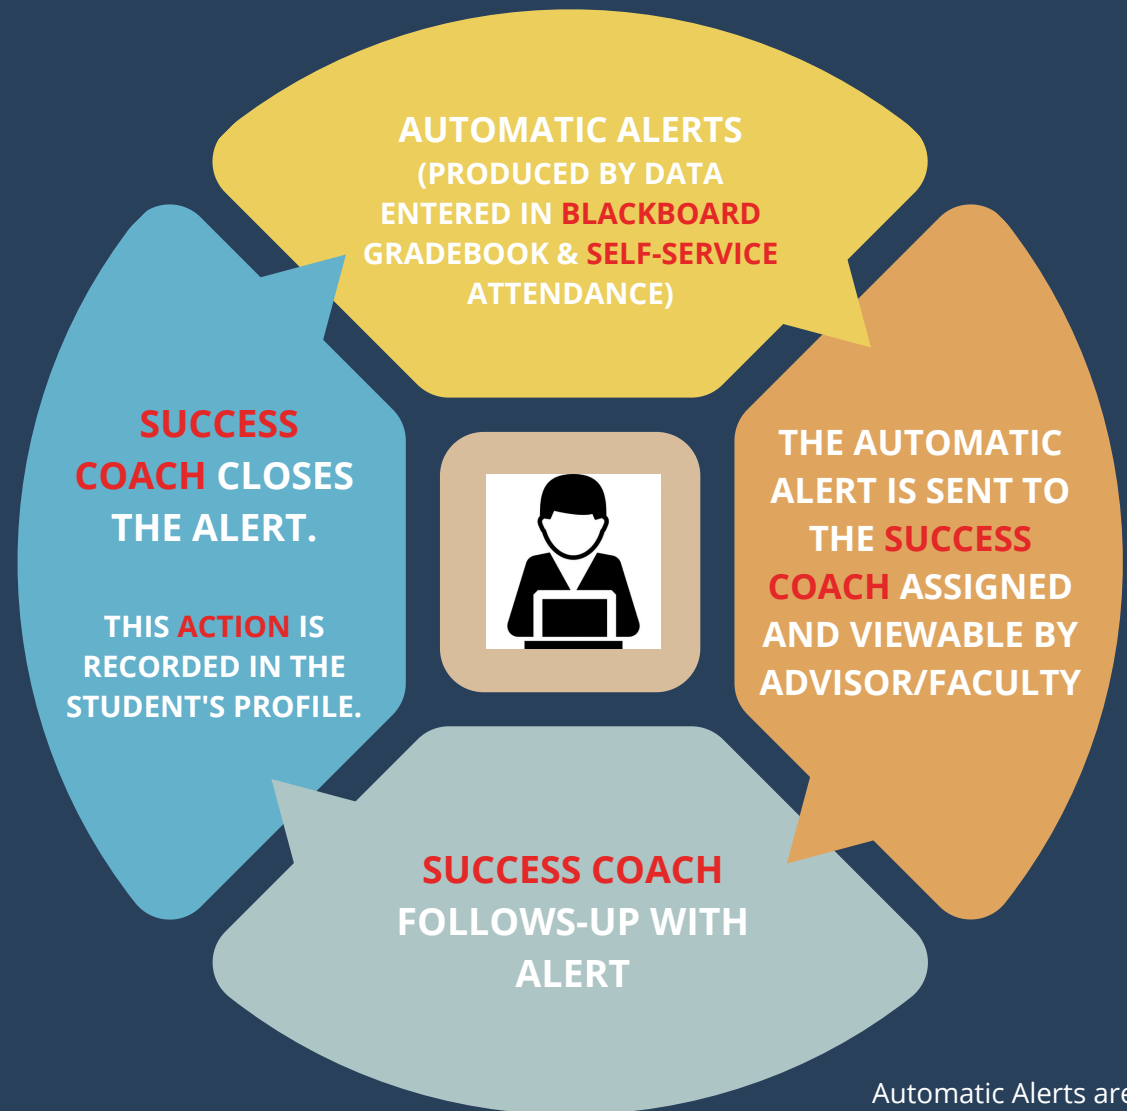 AUTOMATIC ALERTS
(PRODUCED BY DATA
ENTERED IN BLACKBOARD
GRADEBOOK & SELF-SERVICE
ATTENDANCE)
THE AUTOMATIC
ALERT IS SENT TO
THE SUCCESS
COACH ASSIGNED
AND VIEWABLE BY
ADVISOR/FACULTY
SUCCESS COACH
FOLLOWS-UP WITH
ALERT
SUCCESS
COACH CLOSES
THE ALERT.
THIS ACTION IS
RECORDED IN THE
STUDENT'S PROFILE.
Automatic Alerts are